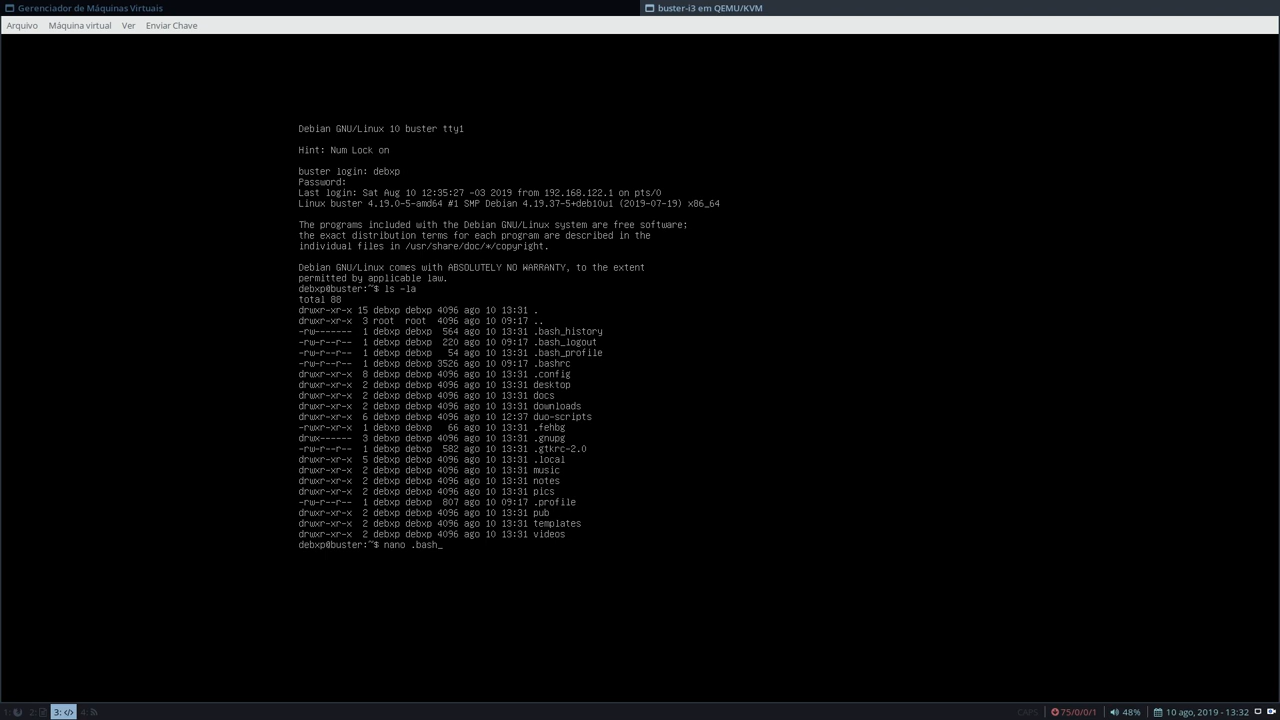 Gerenciador de Máquinas Virtuais
buster-i3 em QEMU/KVM
Arquivo Máquina virtual Ver Enviar Chave
Debian GNU/Linux 10 buster tty1
Hint: Num Lock on
buster login: debxp
Password:
Last login: Sat Aug 10 12:35:27 -03 2019 from 192.168.122.1 on pts/0
Linux buster 4.19.0-5-amd64 #1 SMP Debian 4.19.37-5+deb10u1 (2019-07-19) x86_64
The programs included with the Debian GNU/Linux system are free software;
the exact distribution terms for each program are described in the
individual files in /usr/share/doc/*/copyright.
Debian GNU/Linux comes with ABSOLUTELY NO WARRANTY, to the extent
permitted by applicable law.
debxp@buster:~$ ls -la
total 88
drwxr-xr-x 15 debxp debxp 4096 ago 10 13:31 .
drwxr-xr-x  3 root  root  4096 ago 10 09:17 ..
-rw-------  1 debxp debxp  564 ago 10 13:31 .bash_history
-rw-r--r--  1 debxp debxp  220 ago 10 09:17 .bash_logout
-rw-r--r--  1 debxp debxp   54 ago 10 13:31 .bash_profile
-rw-r--r--  1 debxp debxp 3526 ago 10 09:17 .bashrc
drwxr-xr-x  8 debxp debxp 4096 ago 10 13:31 .config
drwxr-xr-x  2 debxp debxp 4096 ago 10 13:31 desktop
drwxr-xr-x  2 debxp debxp 4096 ago 10 13:31 docs
drwxr-xr-x  2 debxp debxp 4096 ago 10 13:31 downloads
drwxr-xr-x  6 debxp debxp 4096 ago 10 12:37 duo-scripts
-rwxr-xr-x  1 debxp debxp   66 ago 10 13:31 .fehbg
drwx------  3 debxp debxp 4096 ago 10 13:31 .gnupg
-rw-r--r--  1 debxp debxp  582 ago 10 13:31 .gtkrc-2.0
drwxr-xr-x  5 debxp debxp 4096 ago 10 13:31 .local
drwxr-xr-x  2 debxp debxp 4096 ago 10 13:31 music
drwxr-xr-x  2 debxp debxp 4096 ago 10 13:31 notes
drwxr-xr-x  2 debxp debxp 4096 ago 10 13:31 pics
-rw-r--r--  1 debxp debxp  807 ago 10 09:17 .profile
drwxr-xr-x  2 debxp debxp 4096 ago 10 13:31 pub
drwxr-xr-x  2 debxp debxp 4096 ago 10 13:31 templates
drwxr-xr-x  2 debxp debxp 4096 ago 10 13:31 videos
debxp@buster:~$ nano .bash_
1: 2: 3: </> 4: CAPS 75/0/0/1 48% 10 ago, 2019 - 13:32